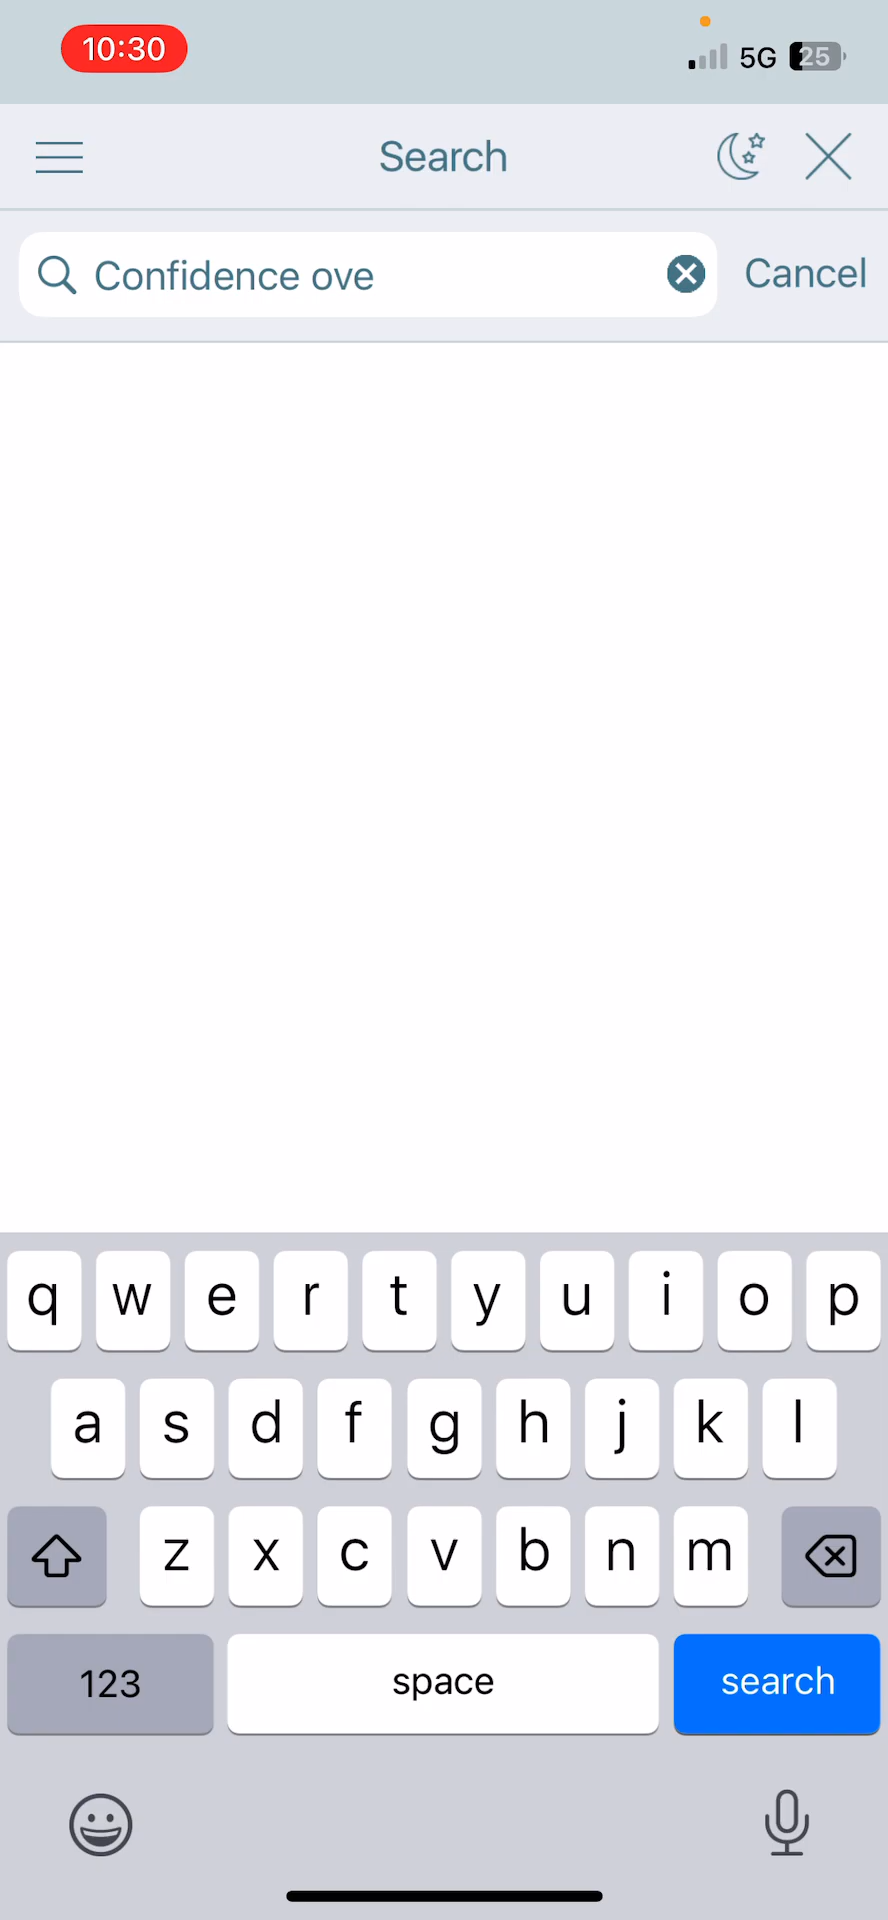 10:30
5G 25
Search
Confidence ove
Cancel
q w e r t y u i o p
a s d f g h j k l
z x c v b n m
123 space search